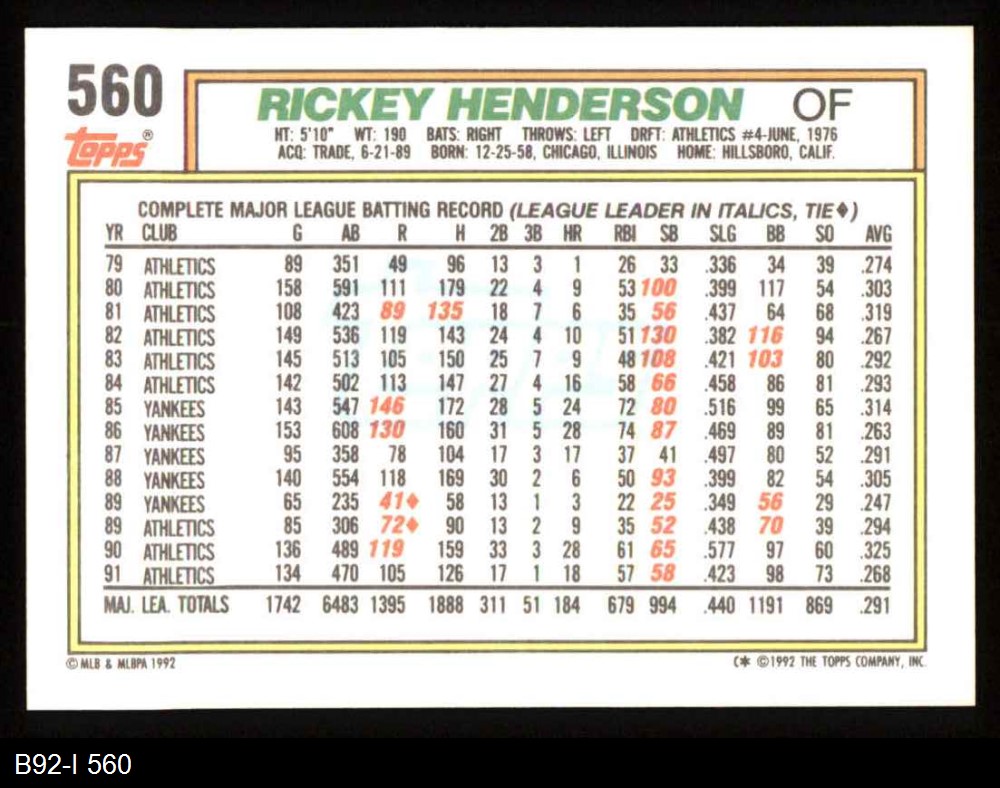 560
Topps®
RICKEY HENDERSON OF
HT: 5'10" WT: 190 BATS: RIGHT THROWS: LEFT DRFT: ATHLETICS #4-JUNE, 1976
ACQ: TRADE, 6-21-89 BORN: 12-25-58, CHICAGO, ILLINOIS HOME: HILLSBORO, CALIF.
COMPLETE MAJOR LEAGUE BATTING RECORD (LEAGUE LEADER IN ITALICS, TIE♦)
YR CLUB G AB R H 2B 3B HR RBI SB SLG BB SO AVG
79 ATHLETICS 89 351 49 96 13 3 1 26 33 .336 34 39 .274
80 ATHLETICS 158 591 111 179 22 4 9 53 100 .399 117 54 .303
81 ATHLETICS 108 423 89 135 18 7 6 35 56 .437 64 68 .319
82 ATHLETICS 149 536 119 143 24 4 10 51 130 .382 116 94 .267
83 ATHLETICS 145 513 105 150 25 7 9 48 108 .421 103 80 .292
84 ATHLETICS 142 502 113 147 27 4 16 58 66 .458 86 81 .293
85 YANKEES 143 547 146 172 28 5 24 72 80 .516 99 65 .314
86 YANKEES 153 608 130 160 31 5 28 74 87 .469 89 81 .263
87 YANKEES 95 358 78 104 17 3 17 37 41 .497 80 52 .291
88 YANKEES 140 554 118 169 30 2 6 50 93 .399 82 54 .305
89 YANKEES 65 235 41♦ 58 13 1 3 22 25 .349 56 29 .247
89 ATHLETICS 85 306 72♦ 90 13 2 9 35 52 .438 70 39 .294
90 ATHLETICS 136 489 119 159 33 3 28 61 65 .577 97 60 .325
91 ATHLETICS 134 470 105 126 17 1 18 57 58 .423 98 73 .268
MAJ. LEA. TOTALS 1742 6483 1395 1888 311 51 184 679 994 .440 1191 869 .291
© MLB & MLBPA 1992 C* ©1992 THE TOPPS COMPANY, INC.
B92-I 560